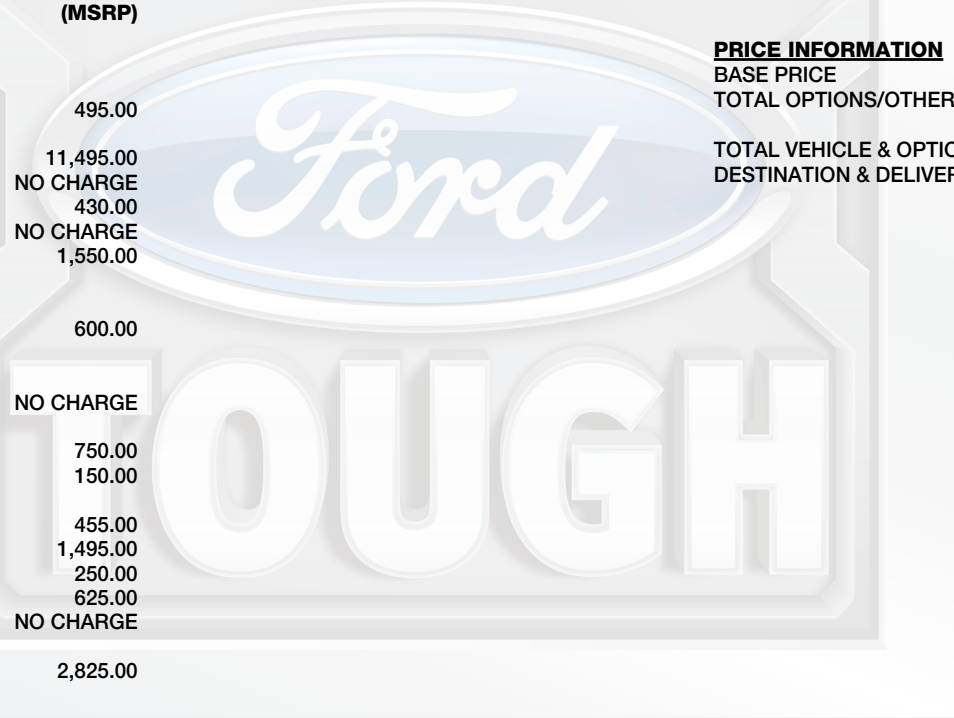 (MSRP)
495.00
11,495.00
NO CHARGE
430.00
NO CHARGE
1,550.00
600.00
NO CHARGE
750.00
150.00
455.00
1,495.00
250.00
625.00
NO CHARGE
2,825.00
PRICE INFORMATION
BASE PRICE
TOTAL OPTIONS/OTHER
TOTAL VEHICLE & OPTIO
DESTINATION & DELIVER
Ford
TOUGH